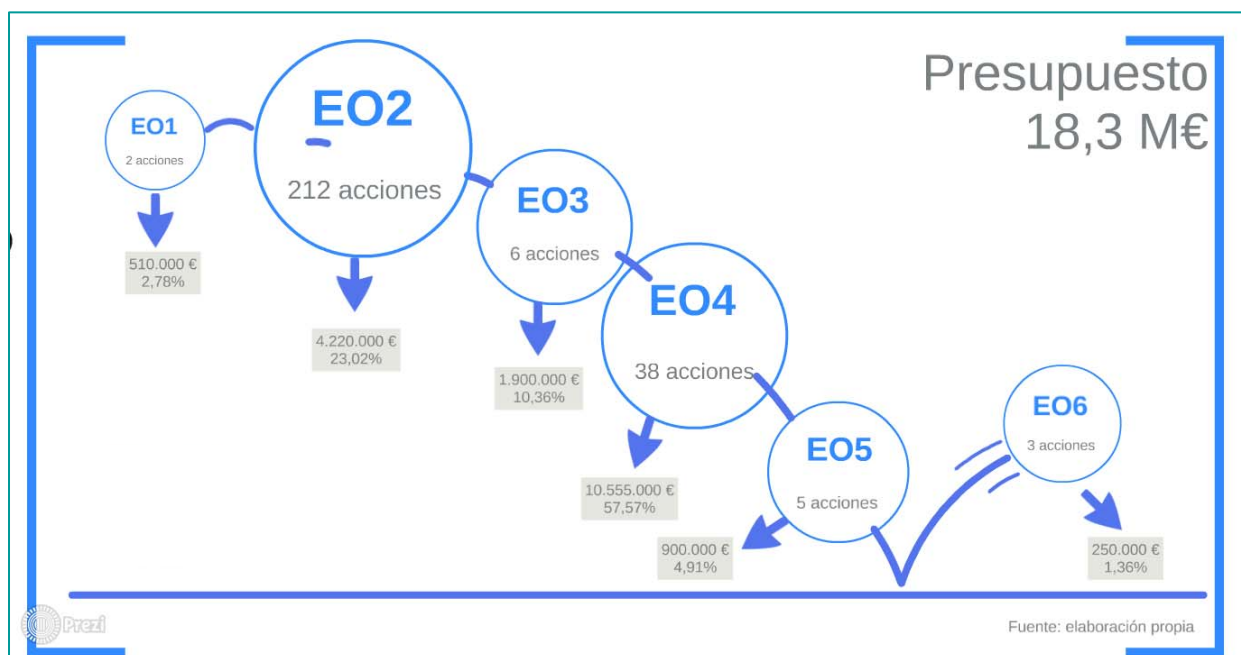 Presupuesto
18,3 M€
EO1
2 acciones
510.000 €
2,78%
EO2
212 acciones
4.220.000 €
23,02%
EO3
6 acciones
1.900.000 €
10,36%
EO4
38 acciones
10.555.000 €
57,57%
EO5
5 acciones
900.000 €
4,91%
EO6
3 acciones
250.000 €
1,36%
Prezi
Fuente: elaboración propia